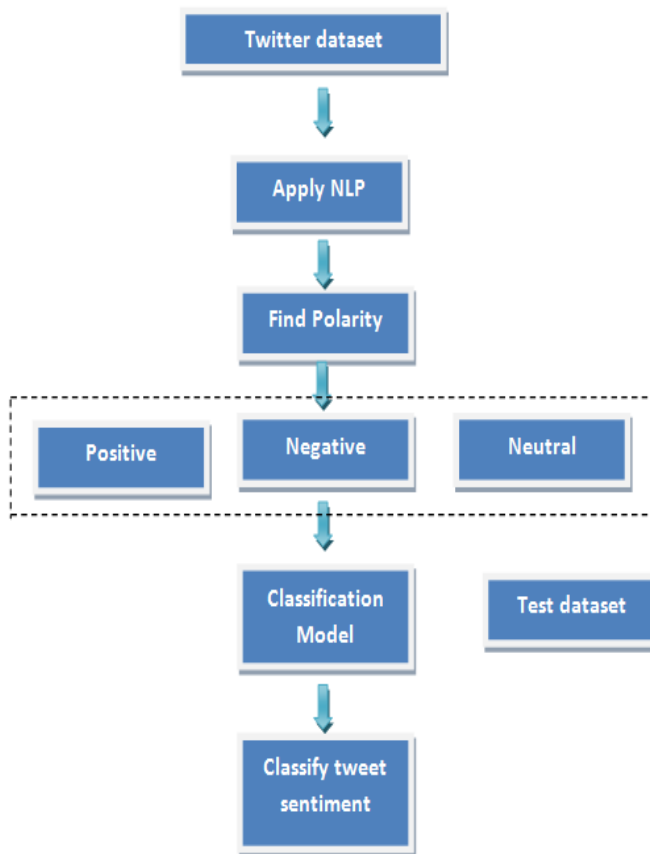 Twitter dataset
Apply NLP
Find Polarity
Positive
Negative
Neutral
Classification
Model
Test dataset
Classify tweet
sentiment